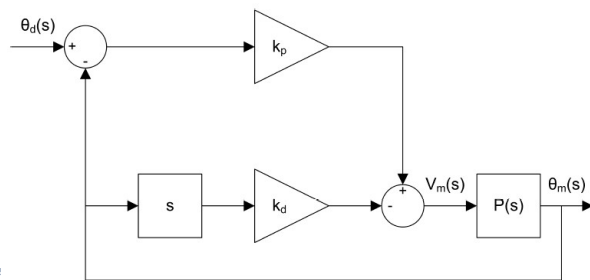 θd(s)
+
-
kp
s
kd
+
-
Vm(s)
P(s)
θm(s)